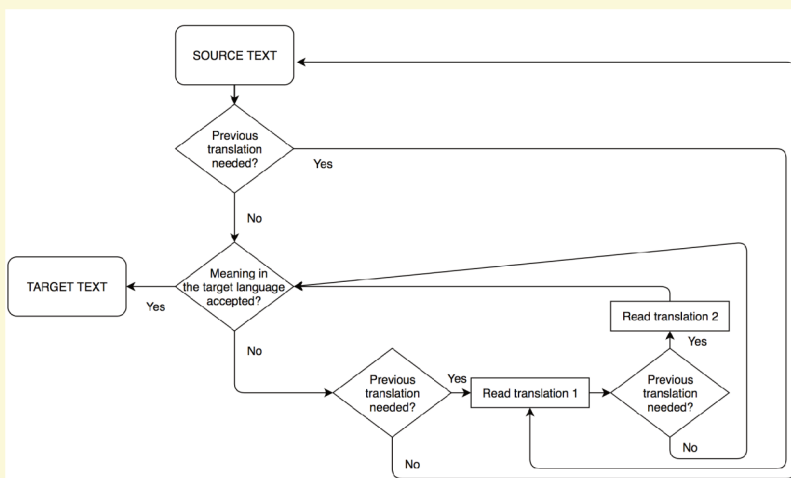 SOURCE TEXT
Previous
translation
needed?
Yes
No
Meaning in
the target language
accepted?
TARGET TEXT
Yes
No
Read translation 2
Yes
Previous
translation
needed?
Yes
Read translation 1
Previous
translation
needed?
No
No